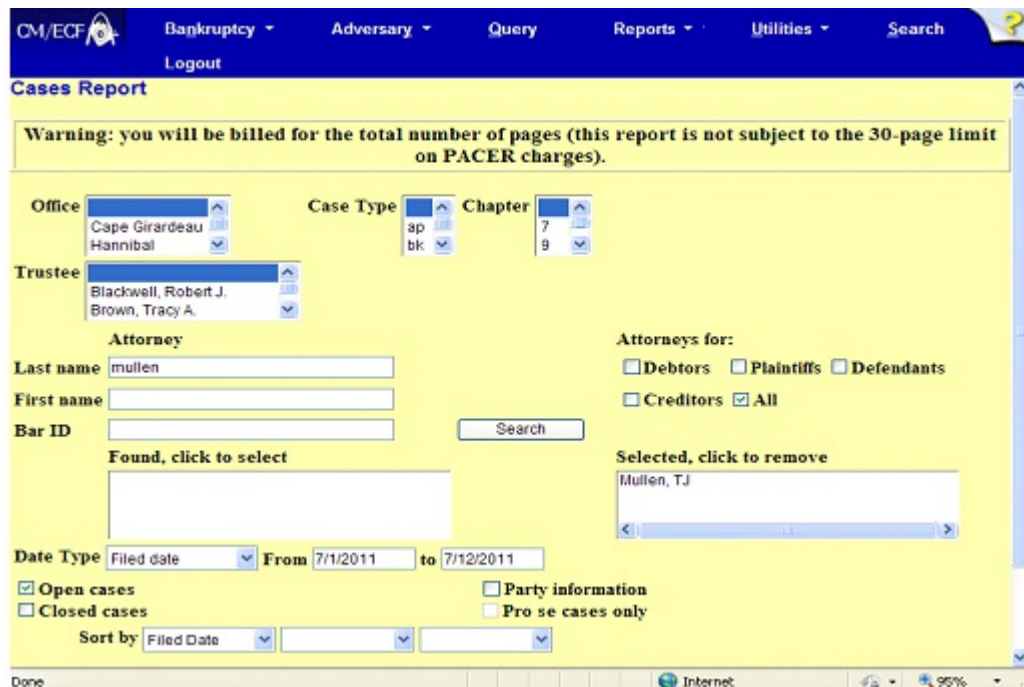 CM/ECF Bankruptcy Adversary Query Reports Utilities Search ?
Logout
Cases Report
Warning: you will be billed for the total number of pages (this report is not subject to the 30-page limit
on PACER charges).
Office Case Type Chapter
Cape Girardeau ap 7
Hannibal bk 9
Trustee
Blackwell, Robert J.
Brown, Tracy A.
Attorney Attorneys for:
Last name mullen Debtors Plaintiffs Defendants
First name Creditors All
Bar ID Search
Found, click to select Selected, click to remove
Mullen, TJ
Date Type Filed date From 7/1/2011 to 7/12/2011
Open cases Party information
Closed cases Pro se cases only
Sort by Filed Date
Done Internet 95%